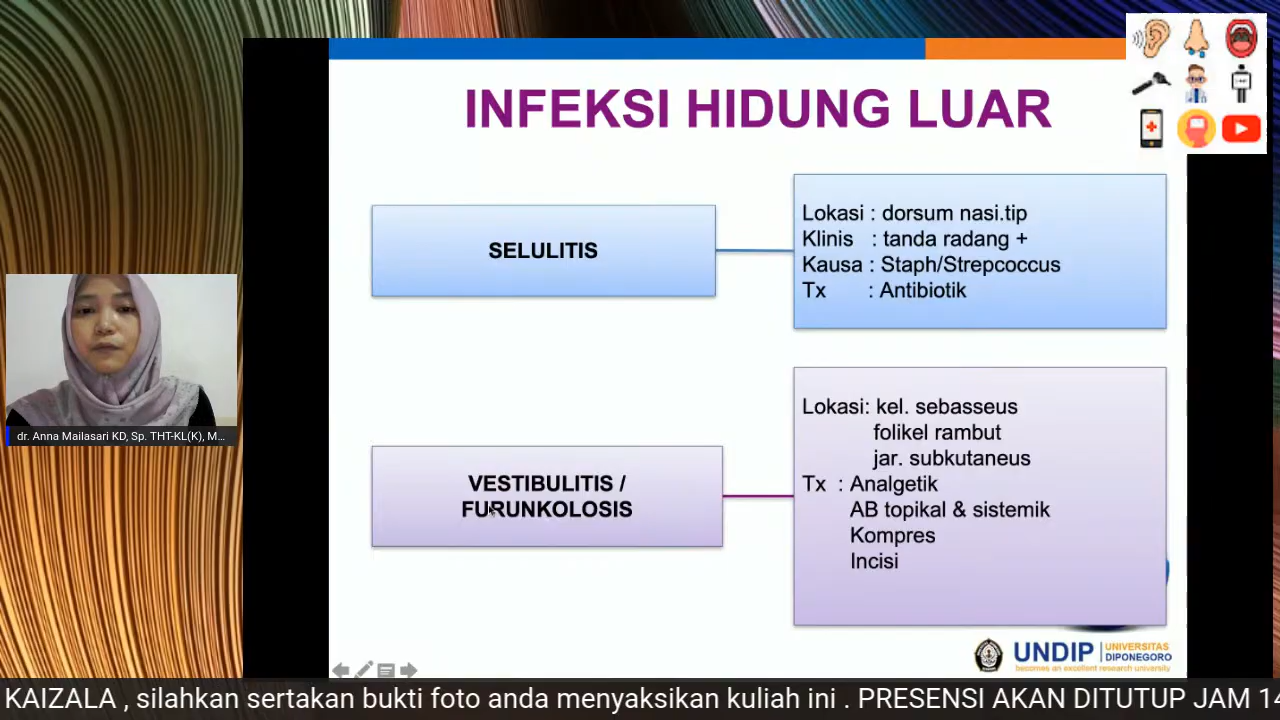 INFEKSI HIDUNG LUAR
SELULITIS
Lokasi : dorsum nasi.tip
Klinis : tanda radang +
Kausa : Staph/Strepcoccus
Tx : Antibiotik
VESTIBULITIS /
FURUNKOLOSIS
Lokasi: kel. sebasseus
folikel rambut
jar. subkutaneus
Tx : Analgetik
AB topikal & sistemik
Kompres
Incisi
dr. Anna Mailasari KD, Sp. THT-KL(K), M...
UNDIP UNIVERSITAS
DIPONEGORO
becomes an excellent research university
KAIZALA , silahkan sertakan bukti foto anda menyaksikan kuliah ini . PRESENSI AKAN DITUTUP JAM 14